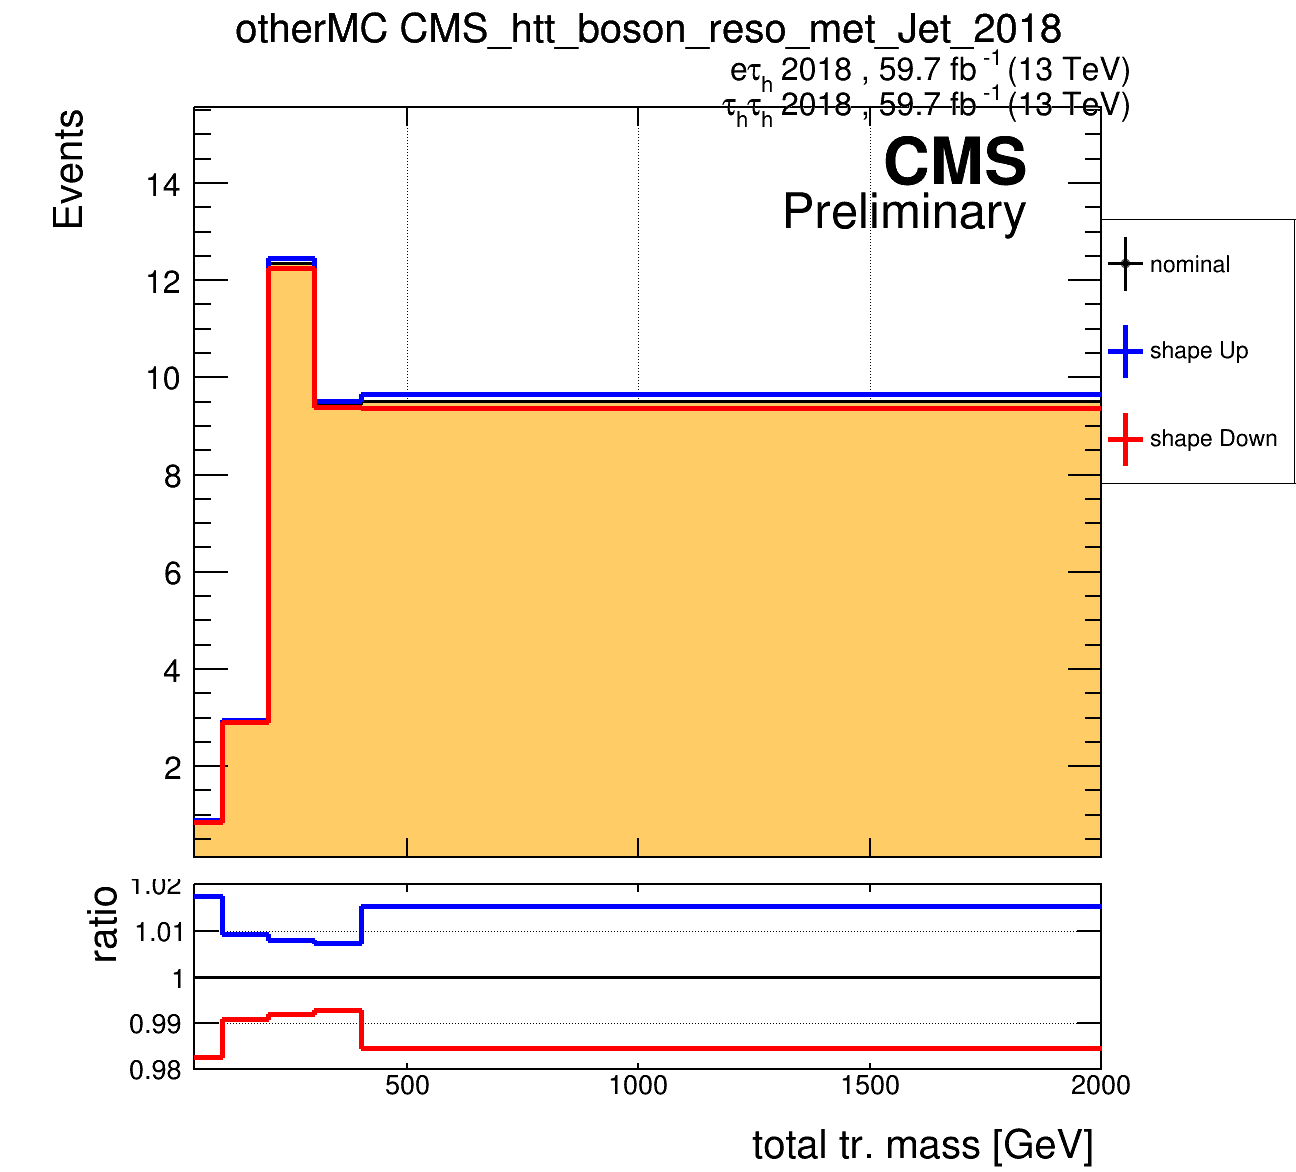 otherMC CMS_htt_boson_reso_met_Jet_2018
eτh 2018 , 59.7 fb-1 (13 TeV)
τhτh 2018 , 59.7 fb-1 (13 TeV)
Events
CMS
Preliminary
14
12
10
8
6
4
2
nominal
shape Up
shape Down
ratio
1.02
1.01
1
0.99
0.98
500 1000 1500 2000
total tr. mass [GeV]